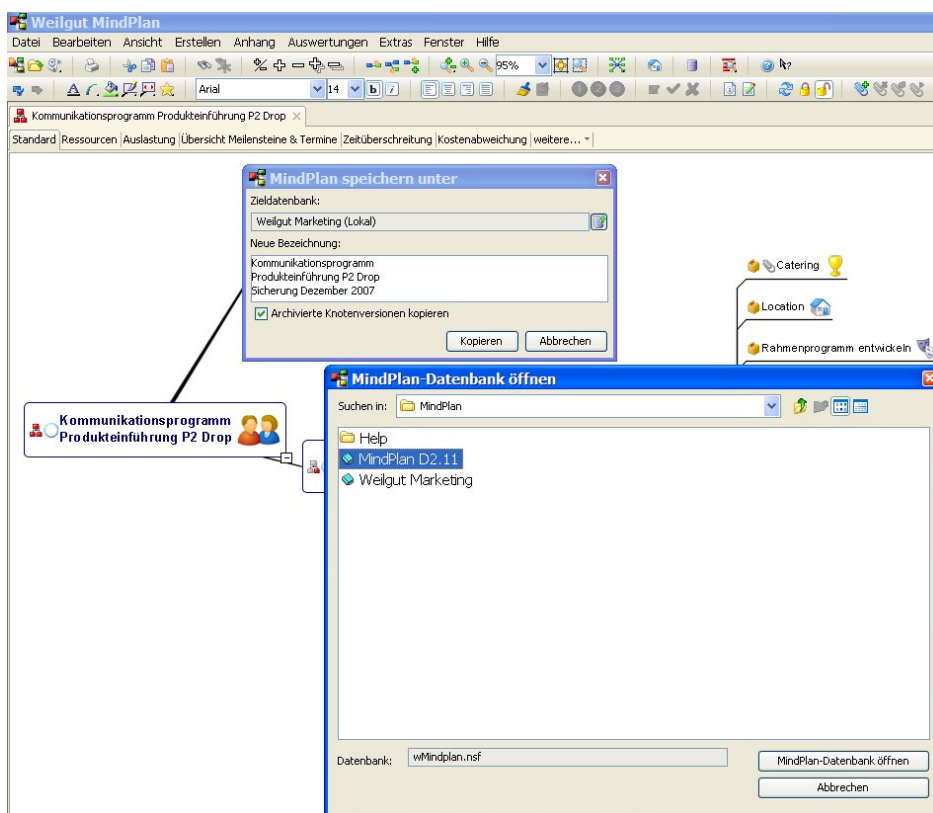 Weilgut MindPlan
Datei Bearbeiten Ansicht Erstellen Anhang Auswertungen Extras Fenster Hilfe
95%
Arial 14 b i
Kommunikationsprogramm Produkteinführung P2 Drop
Standard Ressourcen Auslastung Übersicht Meilensteine & Termine Zeitüberschreitung Kostenabweichung weitere...
MindPlan speichern unter
Zieldatenbank:
Weilgut Marketing (Lokal)
Neue Bezeichnung:
Kommunikationsprogramm
Produkteinführung P2 Drop
Sicherung Dezember 2007
Archivierte Knotenversionen kopieren
Kopieren Abbrechen
Catering
Location
Rahmenprogramm entwickeln
Kommunikationsprogramm
Produkteinführung P2 Drop
MindPlan-Datenbank öffnen
Suchen in: MindPlan
Help
MindPlan D2.11
Weilgut Marketing
Datenbank: wMindplan.nsf
MindPlan-Datenbank öffnen
Abbrechen